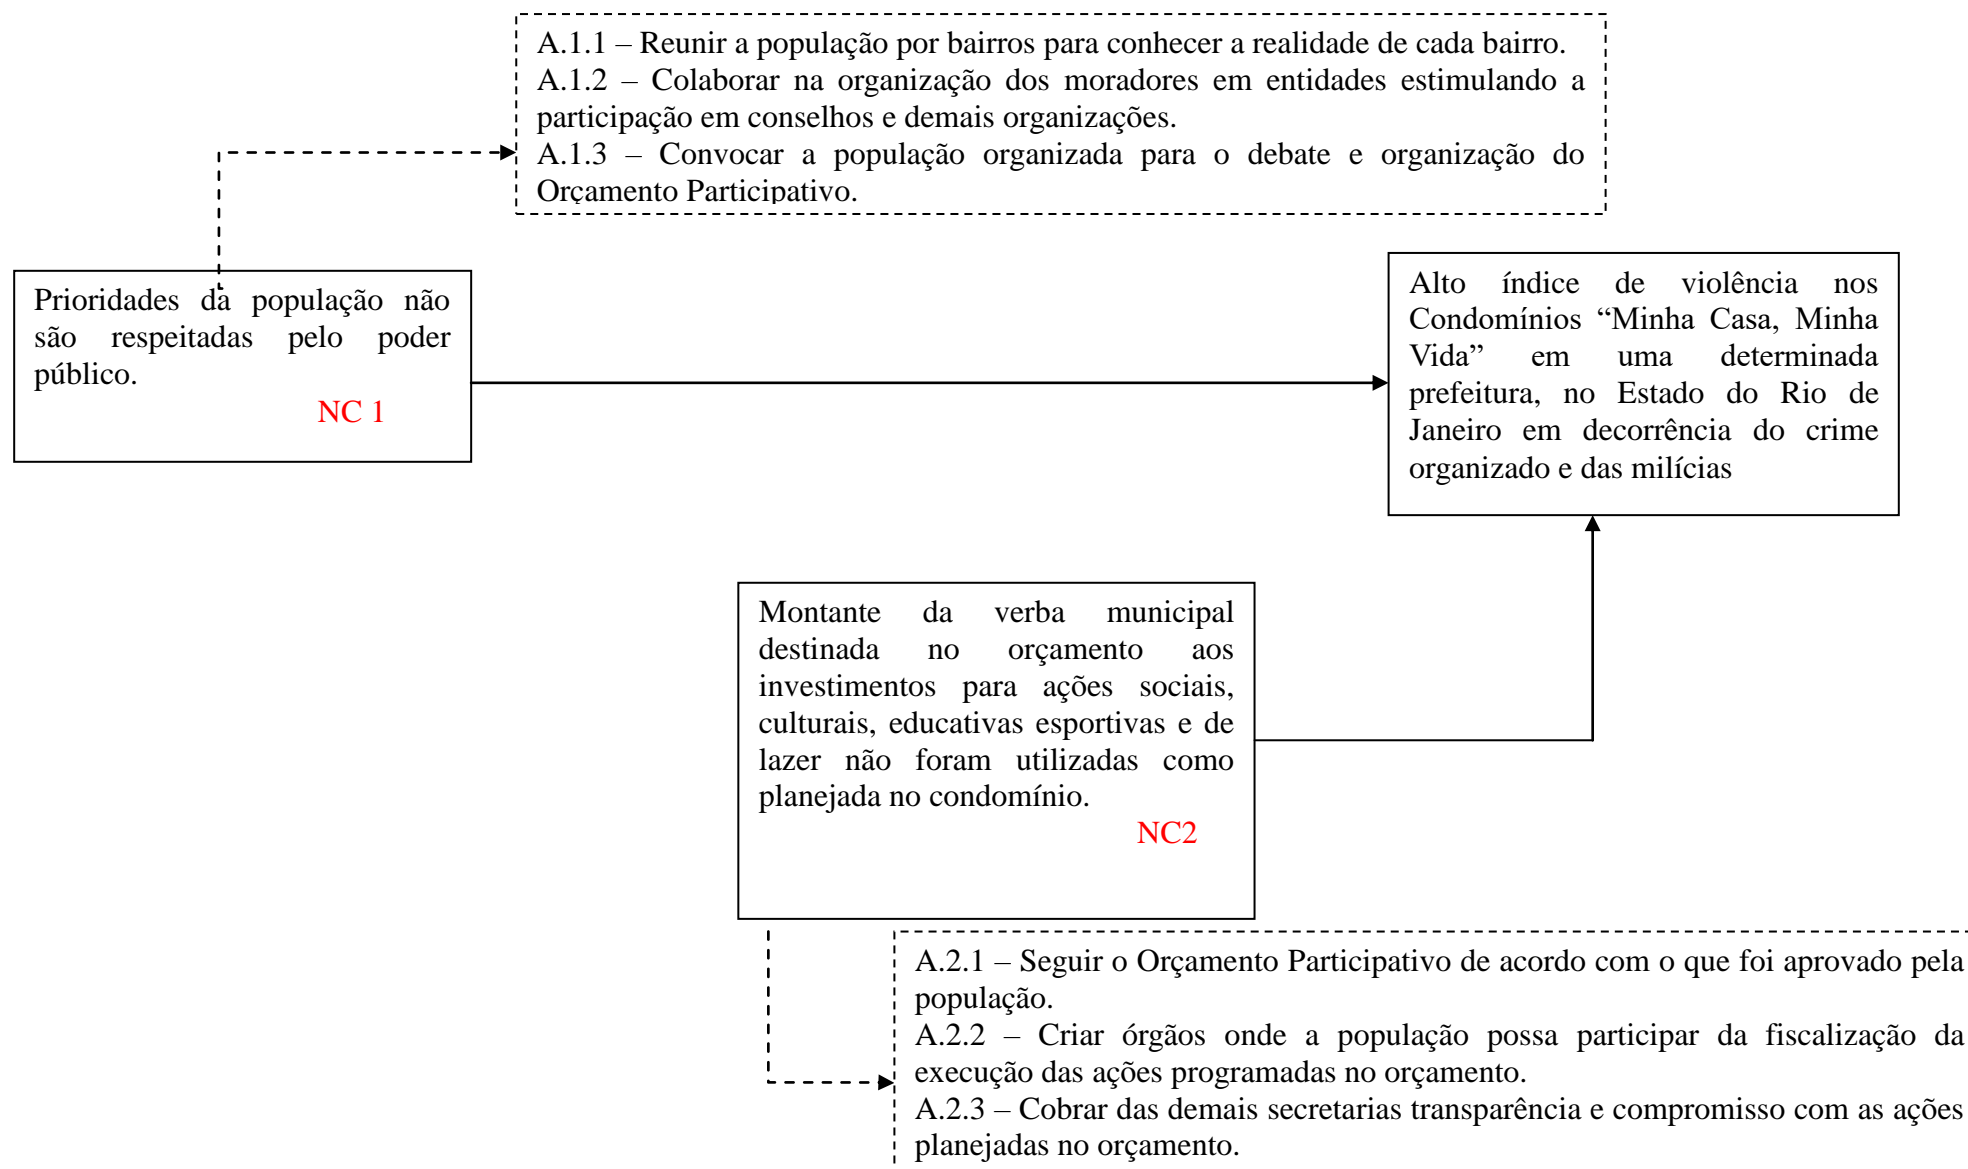 A.1.1 – Reunir a população por bairros para conhecer a realidade de cada bairro.
A.1.2 – Colaborar na organização dos moradores em entidades estimulando a
participação em conselhos e demais organizações.
A.1.3 – Convocar a população organizada para o debate e organização do
Orçamento Participativo.
Prioridades da população não
são respeitadas pelo poder
público.
NC 1
Alto índice de violência nos
Condomínios “Minha Casa, Minha
Vida” em uma determinada
prefeitura, no Estado do Rio de
Janeiro em decorrência do crime
organizado e das milícias
Montante da verba municipal
destinada no orçamento aos
investimentos para ações sociais,
culturais, educativas esportivas e de
lazer não foram utilizadas como
planejada no condomínio.
NC2
A.2.1 – Seguir o Orçamento Participativo de acordo com o que foi aprovado pela
população.
A.2.2 – Criar órgãos onde a população possa participar da fiscalização da
execução das ações programadas no orçamento.
A.2.3 – Cobrar das demais secretarias transparência e compromisso com as ações
planejadas no orçamento.